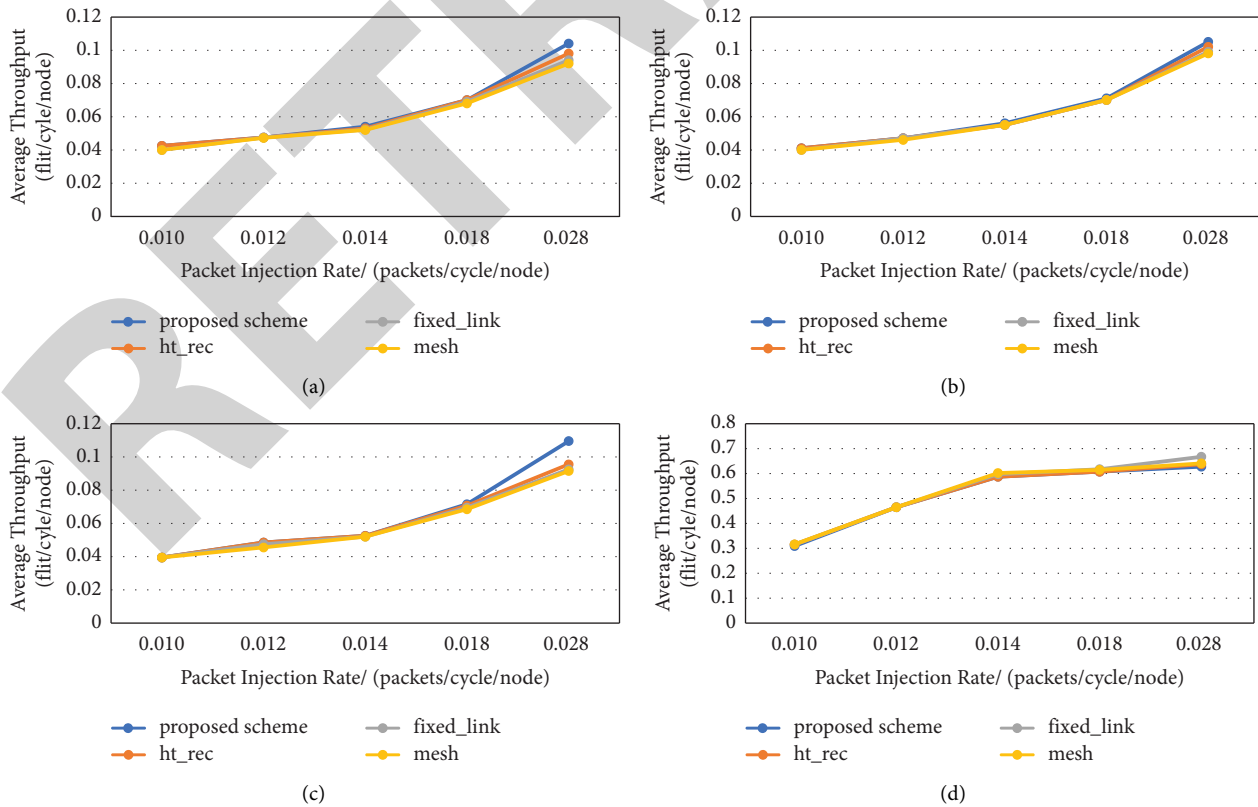 0.12
0.1
0.08
0.06
0.04
0.02
0
Average Throughput
(flit/cyle/node)
0.010 0.012 0.014 0.018 0.028
Packet Injection Rate/ (packets/cycle/node)
proposed scheme fixed_link
ht_rec mesh
(a)
0.12
0.1
0.08
0.06
0.04
0.02
0
Average Throughput
(flit/cyle/node)
0.010 0.012 0.014 0.018 0.028
Packet Injection Rate/ (packets/cycle/node)
proposed scheme fixed_link
ht_rec mesh
(b)
0.12
0.1
0.08
0.06
0.04
0.02
0
Average Throughput
(flit/cyle/node)
0.010 0.012 0.014 0.018 0.028
Packet Injection Rate/ (packets/cycle/node)
proposed scheme fixed_link
ht_rec mesh
(c)
0.8
0.7
0.6
0.5
0.4
0.3
0.2
0.1
0
Average Throughput
(flit/cyle/node)
0.010 0.012 0.014 0.018 0.028
Packet Injection Rate/ (packets/cycle/node)
proposed scheme fixed_link
ht_rec mesh
(d)
RETR